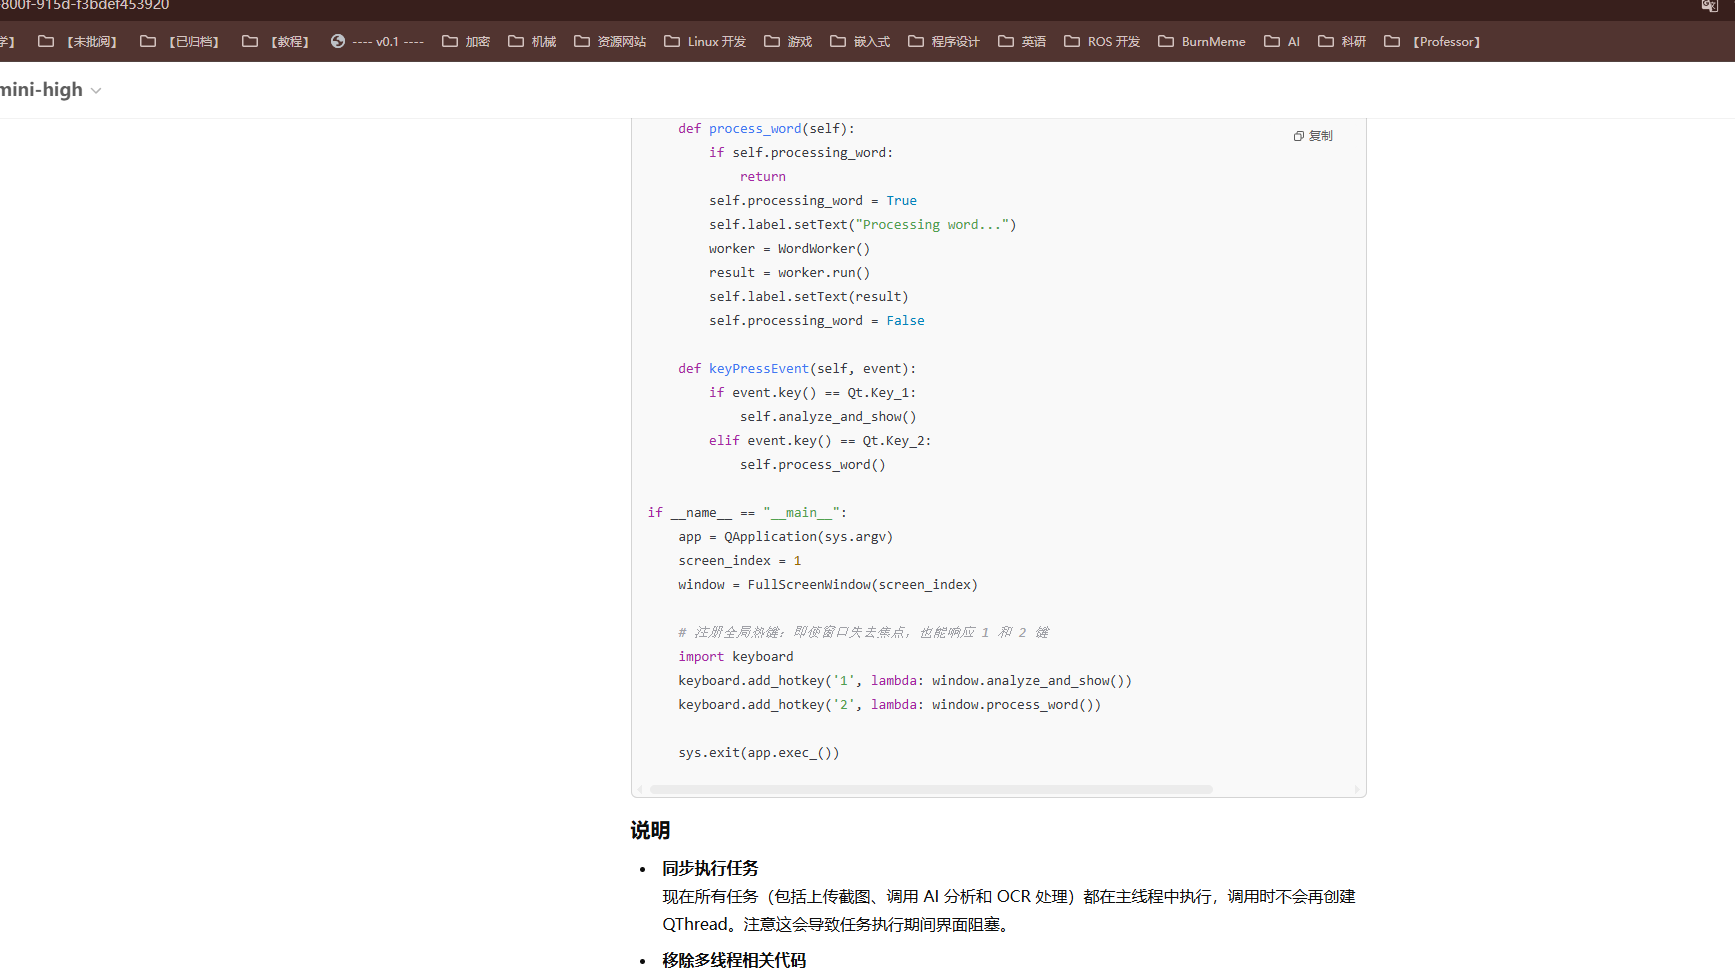 800f-915d-f3bdef453920
学】 【未批阅】 【已归档】 【教程】 ---- v0.1 ---- 加密 机械 资源网站 Linux 开发 游戏 嵌入式 程序设计 英语 ROS 开发 BurnMeme AI 科研 【Professor】
mini-high
def process_word(self):
复制
if self.processing_word:
return
self.processing_word = True
self.label.setText("Processing word...")
worker = WordWorker()
result = worker.run()
self.label.setText(result)
self.processing_word = False
def keyPressEvent(self, event):
if event.key() == Qt.Key_1:
self.analyze_and_show()
elif event.key() == Qt.Key_2:
self.process_word()
if __name__ == "__main__":
app = QApplication(sys.argv)
screen_index = 1
window = FullScreenWindow(screen_index)
# 注册全局热键：即使窗口失去焦点，也能响应 1 和 2 键
import keyboard
keyboard.add_hotkey('1', lambda: window.analyze_and_show())
keyboard.add_hotkey('2', lambda: window.process_word())
sys.exit(app.exec_())
说明
• 同步执行任务
现在所有任务（包括上传截图、调用 AI 分析和 OCR 处理）都在主线程中执行，调用时不会再创建
QThread。注意这会导致任务执行期间界面阻塞。
• 移除多线程相关代码